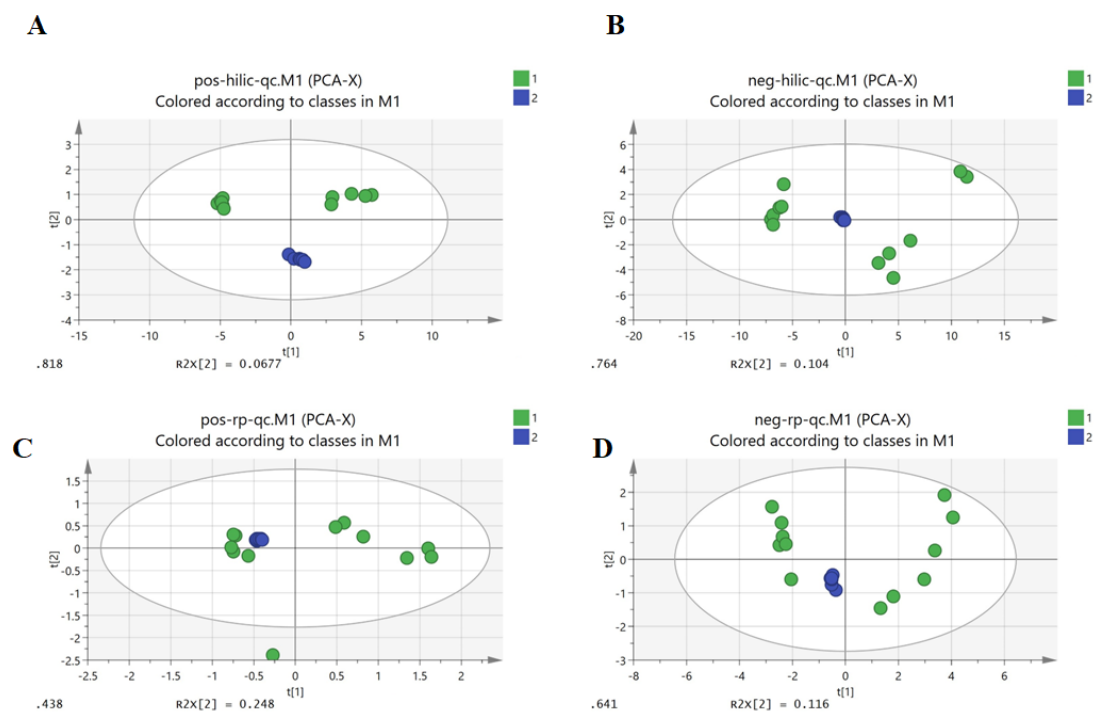 A
B
pos-hilic-qc.M1 (PCA-X)
Colored according to classes in M1
1
2
t[2]
3
2
1
0
-1
-2
-3
-4
-15 -10 -5 0 5 10
t[1]
.818 R2X[2] = 0.0677
neg-hilic-qc.M1 (PCA-X)
Colored according to classes in M1
1
2
t[2]
6
4
2
0
-2
-4
-6
-8
-20 -15 -10 -5 0 5 10 15
t[1]
.764 R2X[2] = 0.104
C
pos-rp-qc.M1 (PCA-X)
Colored according to classes in M1
1
2
t[2]
1.5
1
0.5
0
-0.5
-1
-1.5
-2
-2.5
-2.5 -2 -1.5 -1 -0.5 0 0.5 1 1.5 2
t[1]
.438 R2X[2] = 0.248
D
neg-rp-qc.M1 (PCA-X)
Colored according to classes in M1
1
2
t[2]
2
1
0
-1
-2
-3
-8 -6 -4 -2 0 2 4 6
t[1]
.641 R2X[2] = 0.116